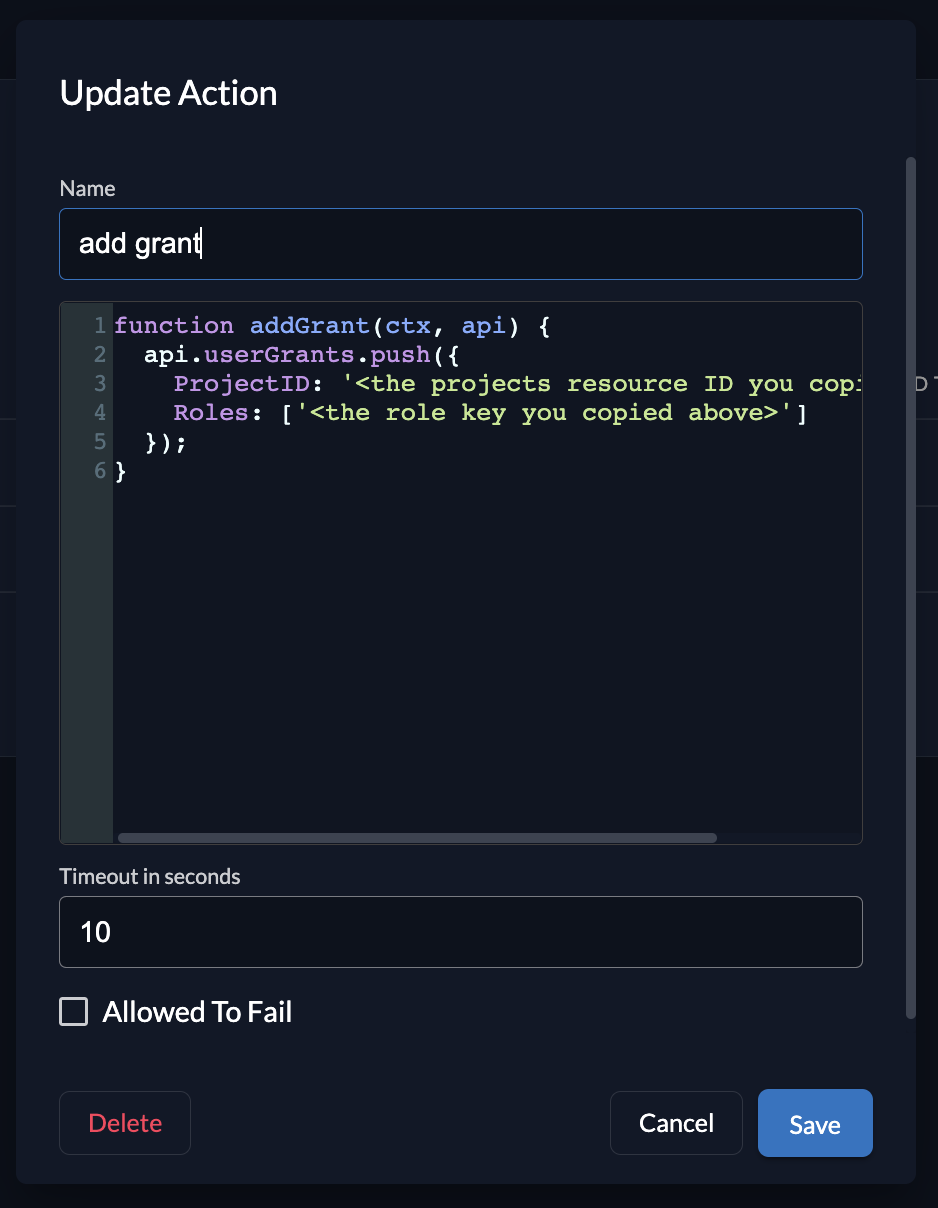 Update Action
Name
add grant
1 function addGrant(ctx, api) {
2 api.userGrants.push({
3 ProjectID: '<the projects resource ID you copi
4 Roles: ['<the role key you copied above>']
5 });
6 }
Timeout in seconds
10
Allowed To Fail
Delete
Cancel
Save